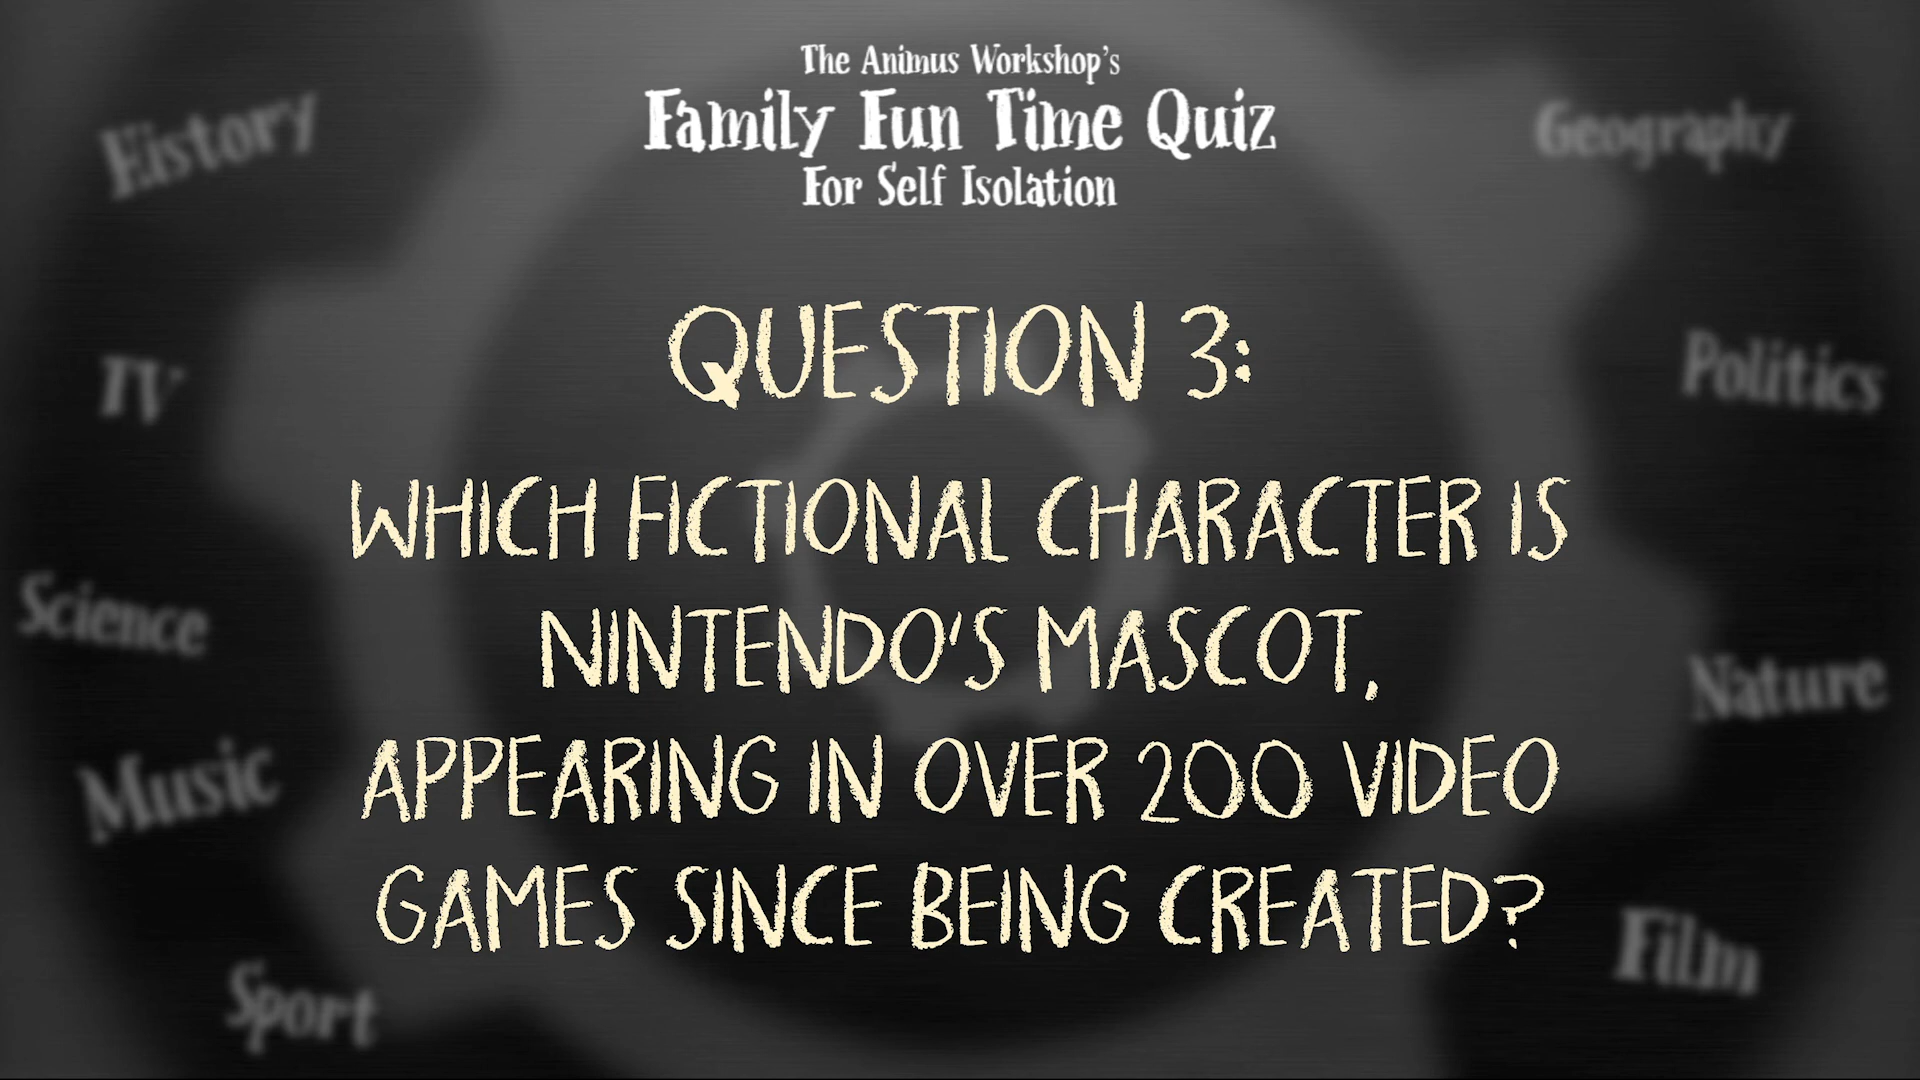 The Animus Workshop's
Family Fun Time Quiz
For Self Isolation
History
Geography
QUESTION 3:
TV
Politics
WHICH FICTIONAL CHARACTER IS
NINTENDO'S MASCOT,
APPEARING IN OVER 200 VIDEO
GAMES SINCE BEING CREATED?
Science
Nature
Music
Film
Sport